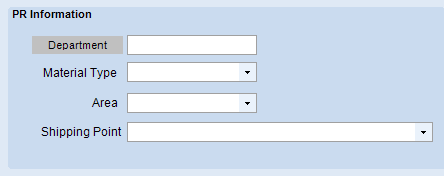 PR Information
Department
Material Type
Area
Shipping Point